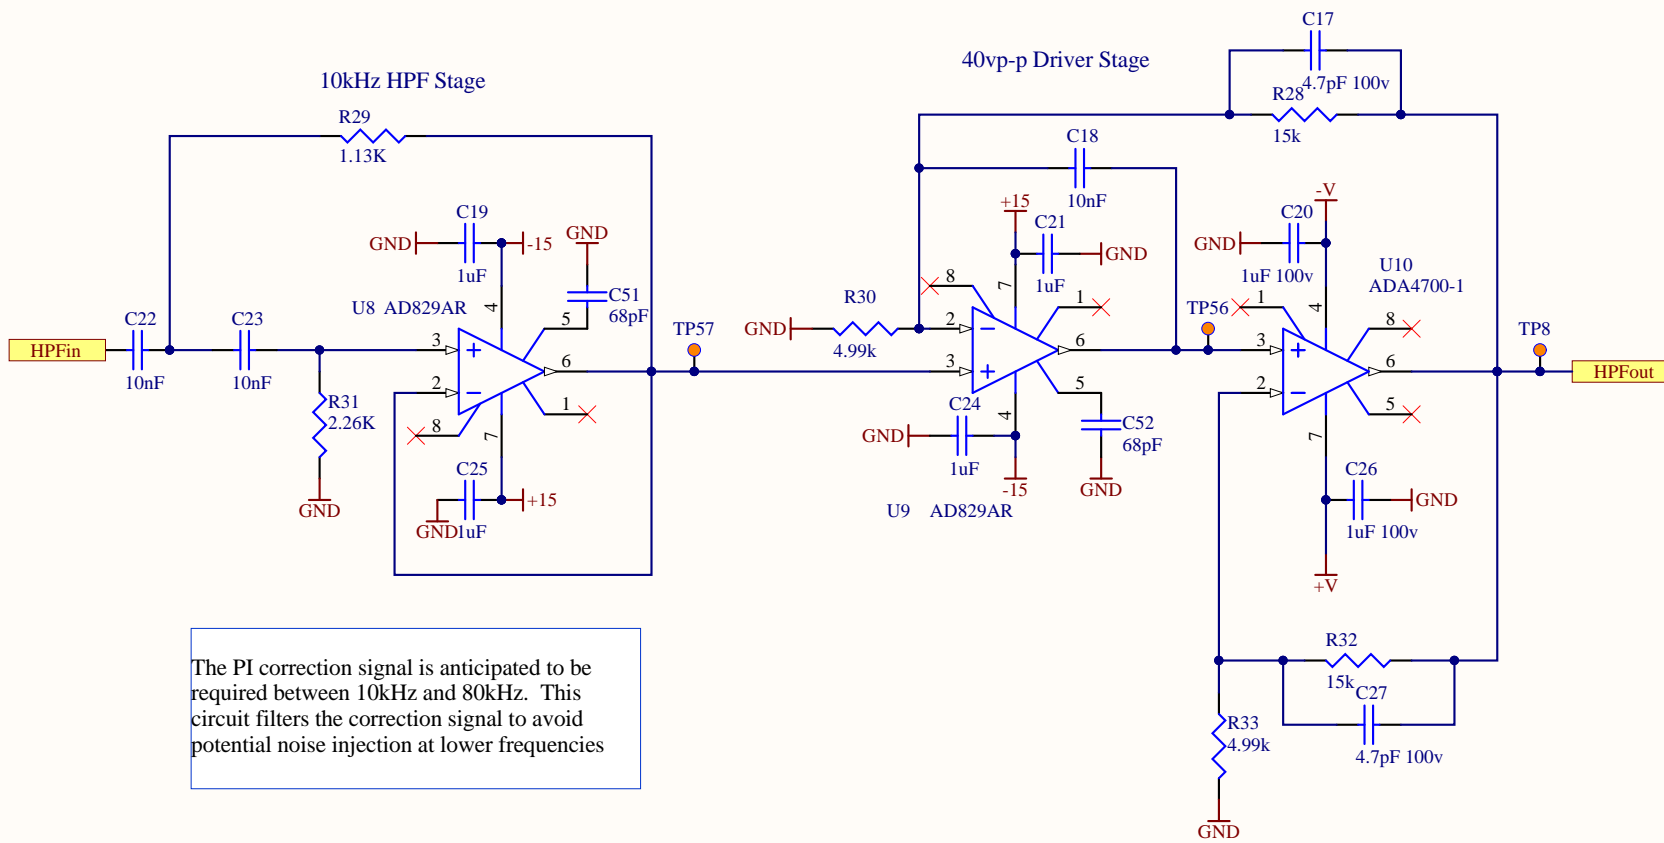 10kHz HPF Stage
40vp-p Driver Stage
C17
4.7pF 100v
R28
15k
R29
1.13K
C18
10nF
C19
GND
-15
1uF
GND
C51
68pF
+15
C21
GND
1uF
-V
C20
GND
1uF 100v
U10
ADA4700-1
U8 AD829AR
4
5
3
6
2
1
8
7
HPFin
C22
10nF
C23
10nF
R31
2.26K
GND
C25
+15
GND
1uF
TP57
R30
GND
4.99k
8
7
1
2
6
3
5
4
C24
GND
1uF
-15
C52
68pF
GND
U9 AD829AR
TP56
1
4
8
3
6
2
5
7
TP8
HPFout
C26
GND
1uF 100v
+V
R32
15k
C27
4.7pF 100v
R33
4.99k
GND
The PI correction signal is anticipated to be
required between 10kHz and 80kHz. This
circuit filters the correction signal to avoid
potential noise injection at lower frequencies